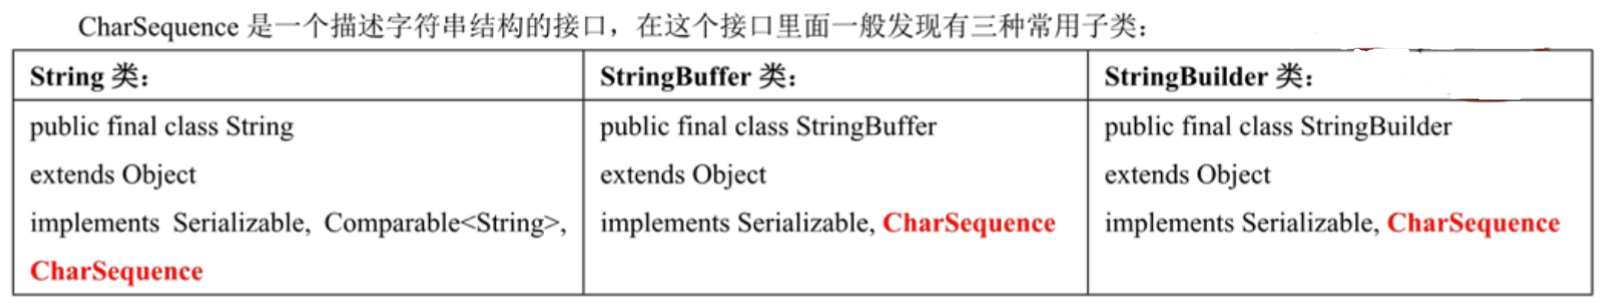 CharSequence 是一个描述字符串结构的接口，在这个接口里面一般发现有三种常用子类：
String 类：
public final class String
extends Object
implements Serializable, Comparable<String>,
CharSequence
StringBuffer 类：
public final class StringBuffer
extends Object
implements Serializable, CharSequence
StringBuilder 类：
public final class StringBuilder
extends Object
implements Serializable, CharSequence